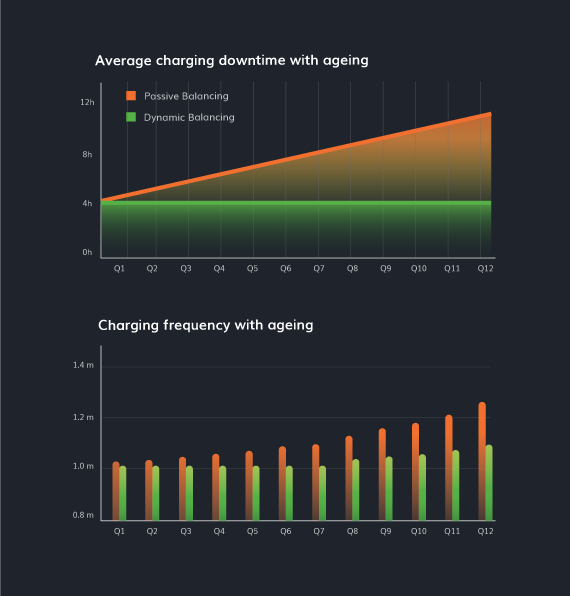 Average charging downtime with ageing
12h
Passive Balancing
Dynamic Balancing
8h
4h
0h
Q1 Q2 Q3 Q4 Q5 Q6 Q7 Q8 Q9 Q10 Q11 Q12
Charging frequency with ageing
1.4 m
1.2 m
1.0 m
0.8 m
Q1 Q2 Q3 Q4 Q5 Q6 Q7 Q8 Q9 Q10 Q11 Q12